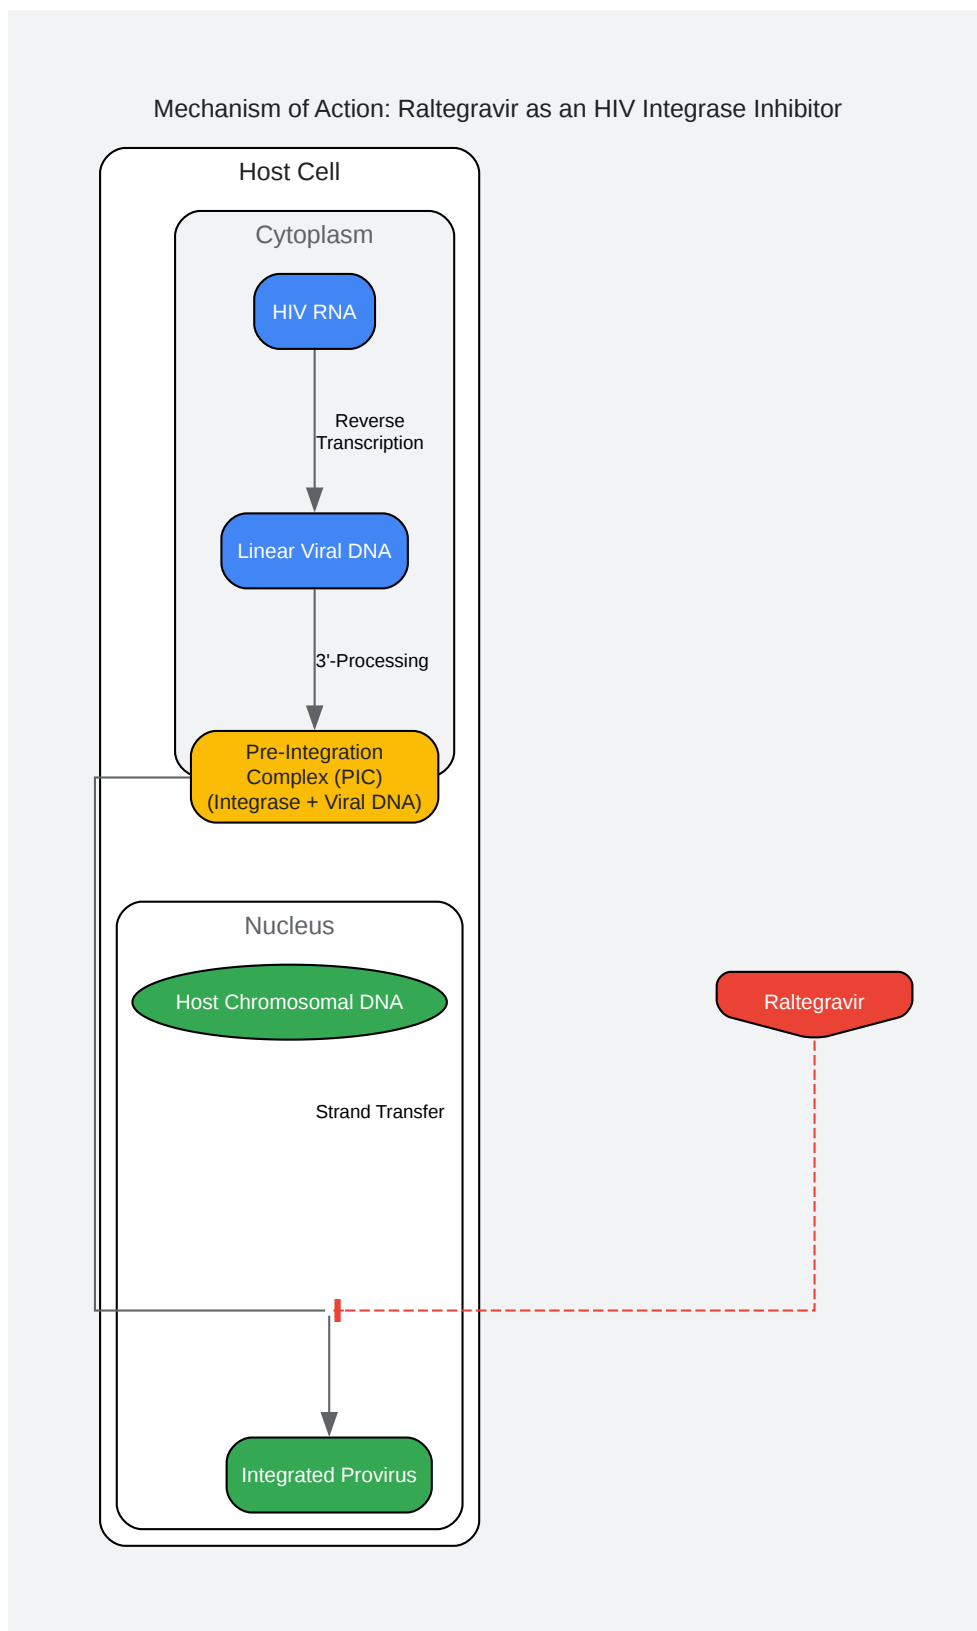 Mechanism of Action: Raltegravir as an HIV Integrase Inhibitor
Host Cell
Cytoplasm
HIV RNA
Reverse
Transcription
Linear Viral DNA
3'-Processing
Pre-Integration
Complex (PIC)
(Integrase + Viral DNA)
Nucleus
Host Chromosomal DNA
Raltegravir
Strand Transfer
Integrated Provirus